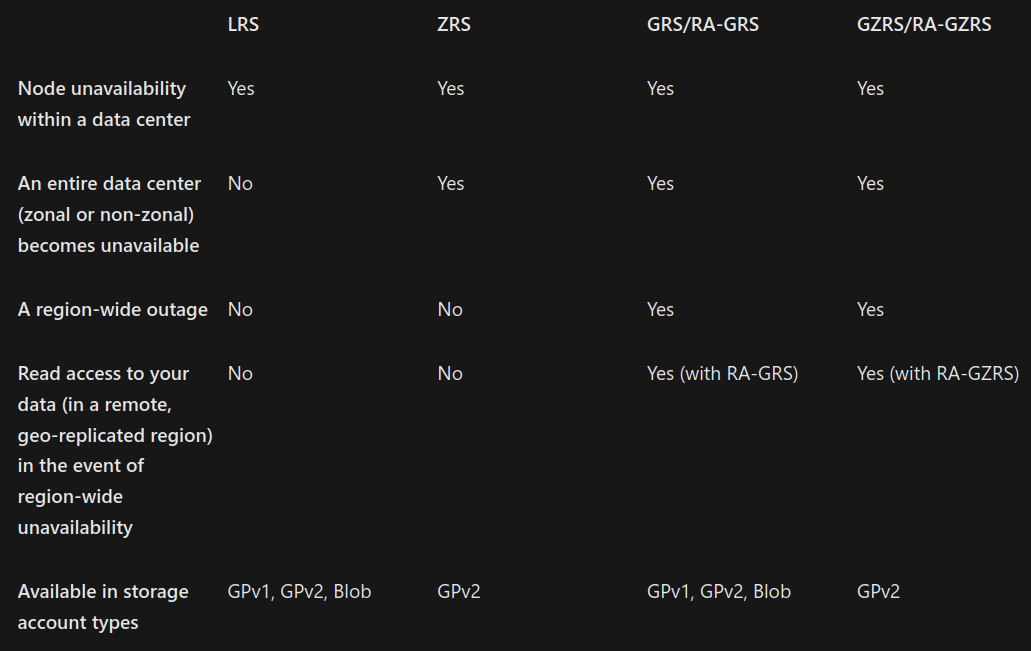 LRS ZRS GRS/RA-GRS GZRS/RA-GZRS
Node unavailability Yes Yes Yes Yes
within a data center
An entire data center No Yes Yes Yes
(zonal or non-zonal)
becomes unavailable
A region-wide outage No No Yes Yes
Read access to your No No Yes (with RA-GRS) Yes (with RA-GZRS)
data (in a remote,
geo-replicated region)
in the event of
region-wide
unavailability
Available in storage GPv1, GPv2, Blob GPv2 GPv1, GPv2, Blob GPv2
account types